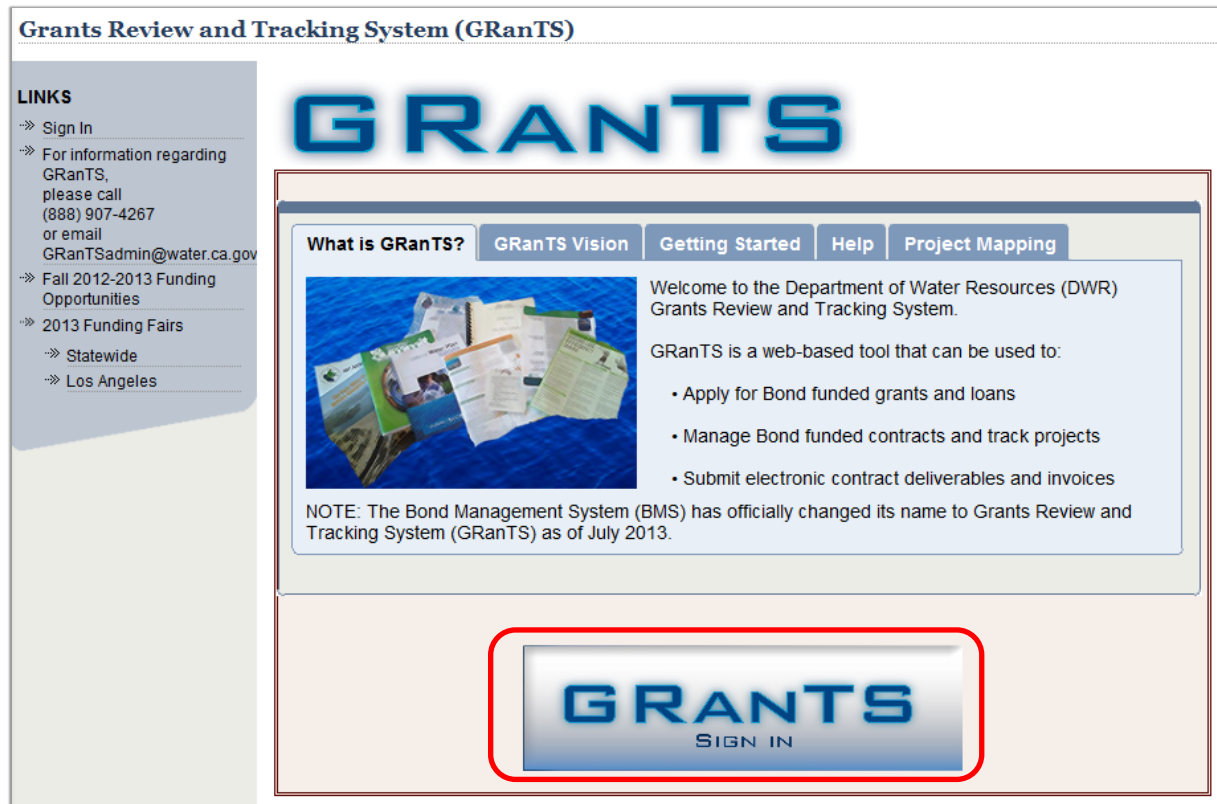 Grants Review and Tracking System (GRanTS)
LINKS
Sign In
For information regarding
GRanTS,
please call
(888) 907-4267
or email
GRanTSadmin@water.ca.gov
Fall 2012-2013 Funding
Opportunities
2013 Funding Fairs
Statewide
Los Angeles
GRANTS
What is GRanTS?
GRanTS Vision
Getting Started
Help
Project Mapping
Welcome to the Department of Water Resources (DWR)
Grants Review and Tracking System.
GRanTS is a web-based tool that can be used to:
• Apply for Bond funded grants and loans
• Manage Bond funded contracts and track projects
• Submit electronic contract deliverables and invoices
NOTE: The Bond Management System (BMS) has officially changed its name to Grants Review and
Tracking System (GRanTS) as of July 2013.
GRANTS
SIGN IN